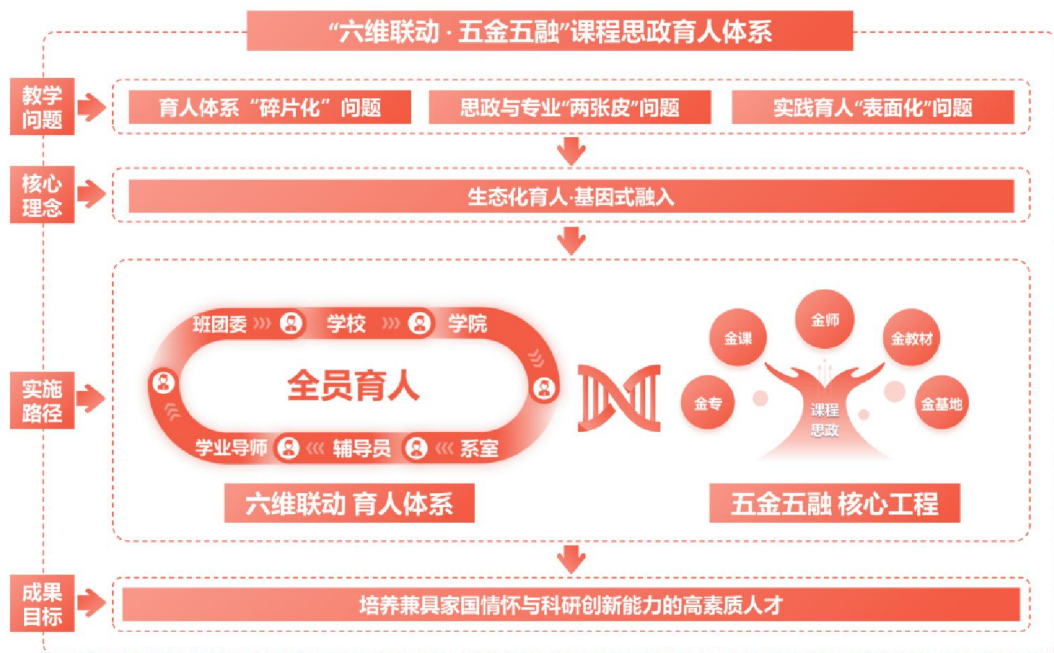 “六维联动·五金五融”课程思政育人体系
教学
问题
育人体系“碎片化”问题
思政与专业“两张皮”问题
实践育人“表面化”问题
核心
理念
生态化育人·基因式融入
实施
路径
班团委
学校
学院
全员育人
学业导师
辅导员
系室
六维联动 育人体系
金专
金课
金师
金教材
金基地
课程
思政
五金五融 核心工程
成果
目标
培养兼具家国情怀与科研创新能力的高素质人才